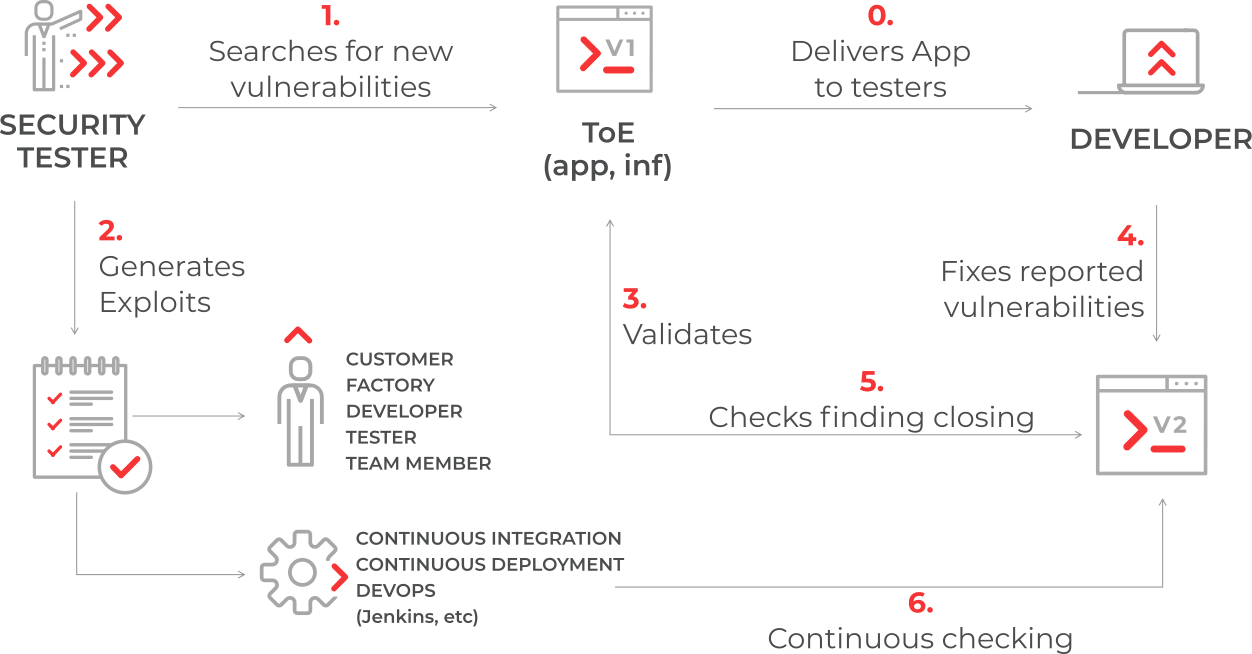 1.
Searches for new
vulnerabilities
V1
0.
Delivers App
to testers
SECURITY
TESTER
ToE
(app, inf)
DEVELOPER
2.
Generates
Exploits
3.
Validates
4.
Fixes reported
vulnerabilities
CUSTOMER
FACTORY
DEVELOPER
TESTER
TEAM MEMBER
5.
Checks finding closing
V2
CONTINUOUS INTEGRATION
CONTINUOUS DEPLOYMENT
DEVOPS
(Jenkins, etc)
6.
Continuous checking